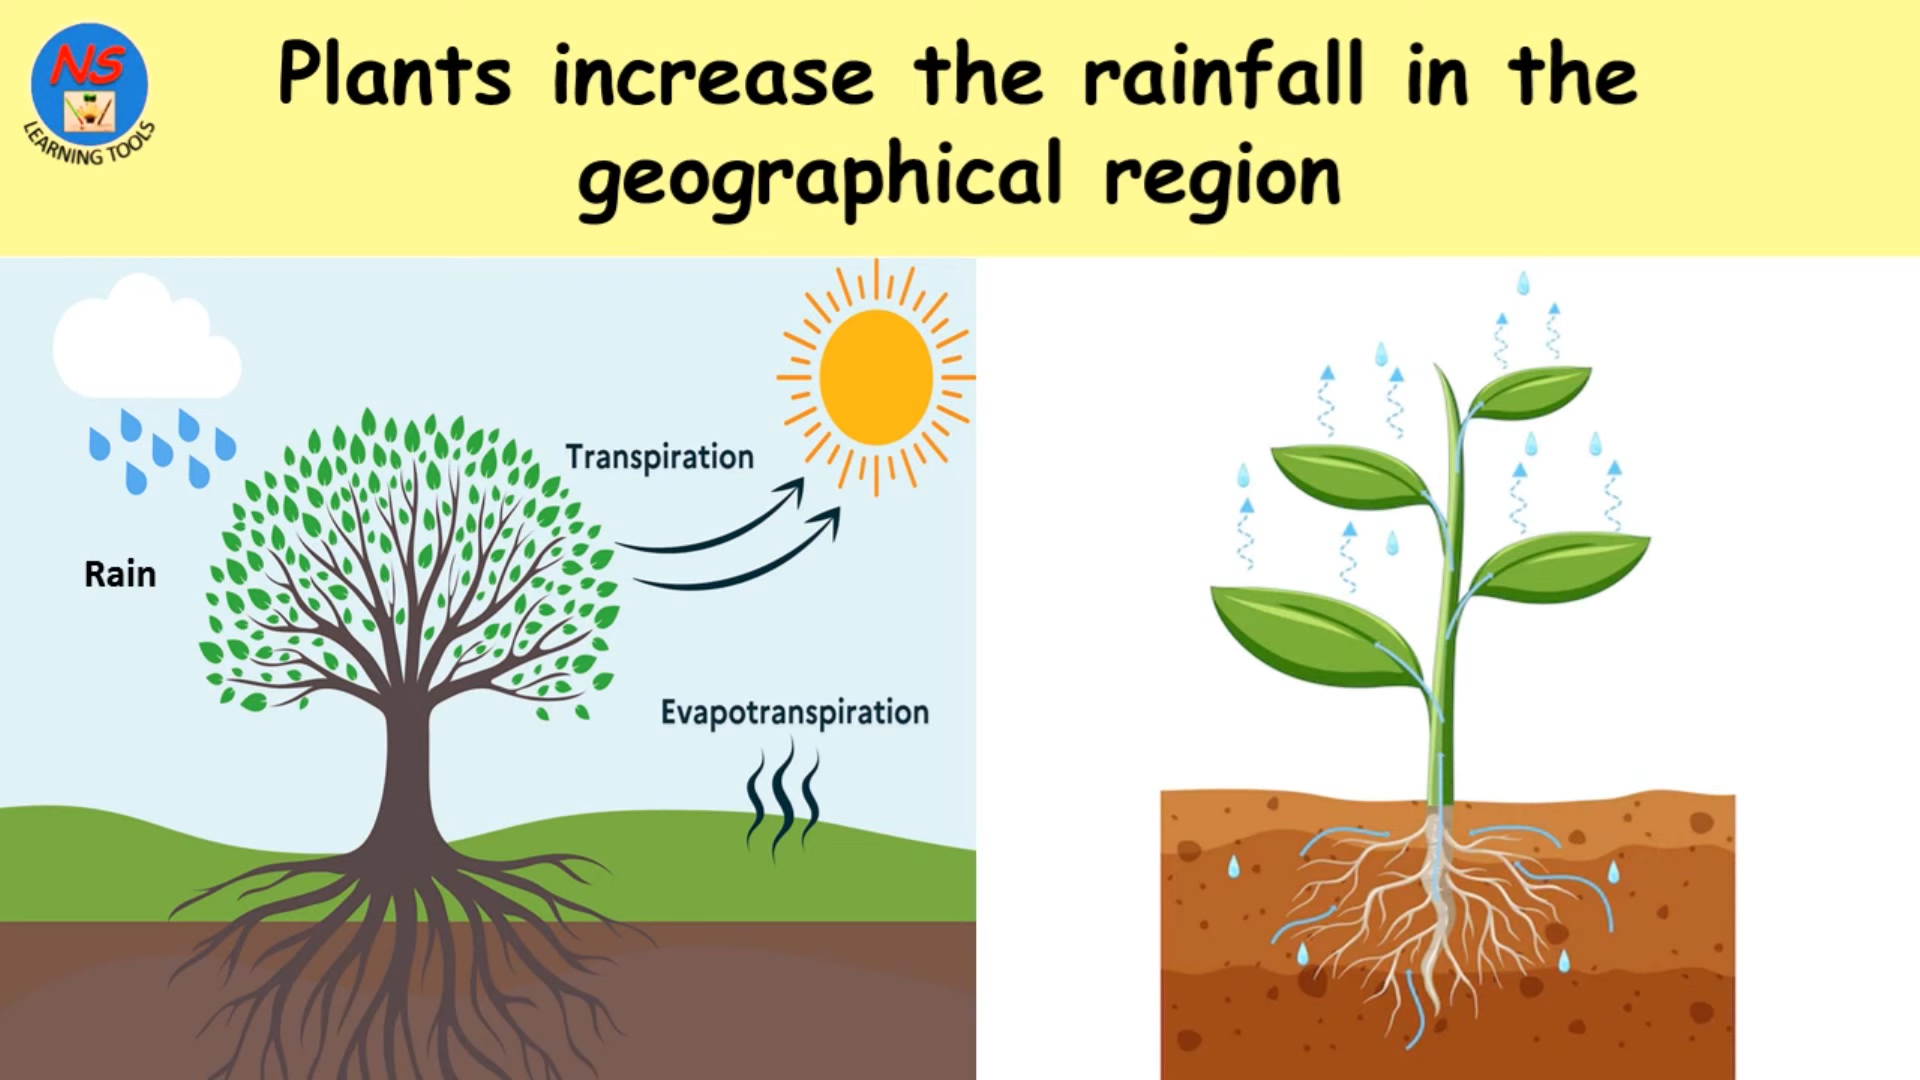 NS
LEARNING TOOLS
Plants increase the rainfall in the
geographical region
Transpiration
Rain
Evapotranspiration